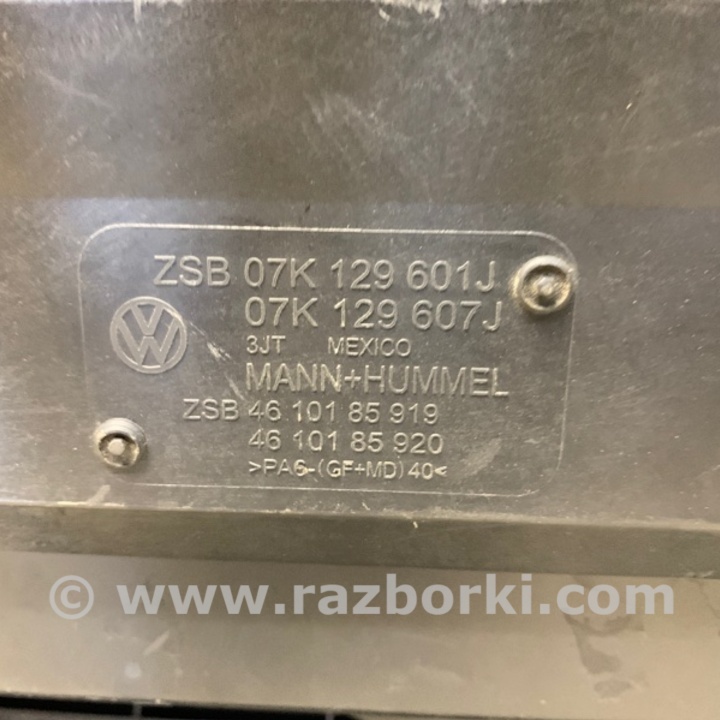 ZSB 07K 129 601J
07K 129 607J
3JT MEXICO
MANN+HUMMEL
ZSB 46 101 85 919
46 101 85 920
>PA6-(GF+MD)40<
© www.razborki.com